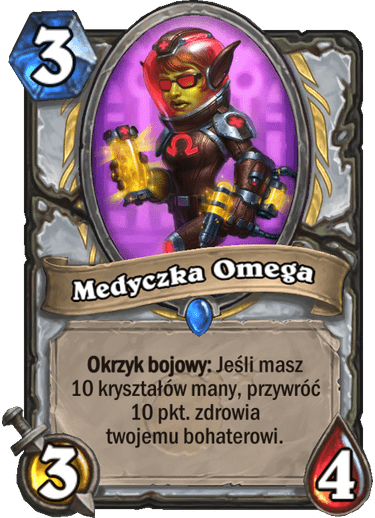 3
Medyczka Omega
Okrzyk bojowy: Jeśli masz
10 kryształów many, przywróć
10 pkt. zdrowia
twojemu bohaterowi.
3
4